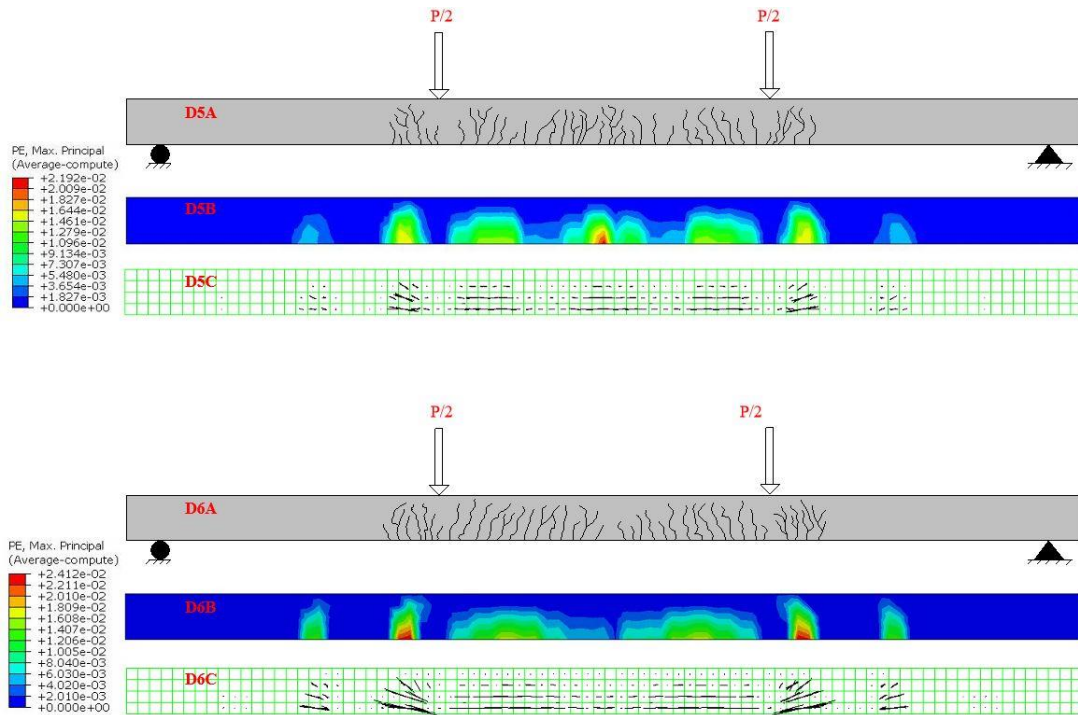 P/2
P/2
D5A
PE, Max. Principal
(Average-compute)
+2.192e-02
+2.009e-02
+1.827e-02
+1.644e-02
+1.461e-02
+1.279e-02
+1.096e-02
+9.134e-03
+7.307e-03
+5.480e-03
+3.654e-03
+1.827e-03
+0.000e+00
D5B
D5C
P/2
P/2
D6A
PE, Max. Principal
(Average-compute)
+2.412e-02
+2.211e-02
+2.010e-02
+1.809e-02
+1.608e-02
+1.407e-02
+1.206e-02
+1.005e-02
+8.040e-03
+6.030e-03
+4.020e-03
+2.010e-03
+0.000e+00
D6B
D6C